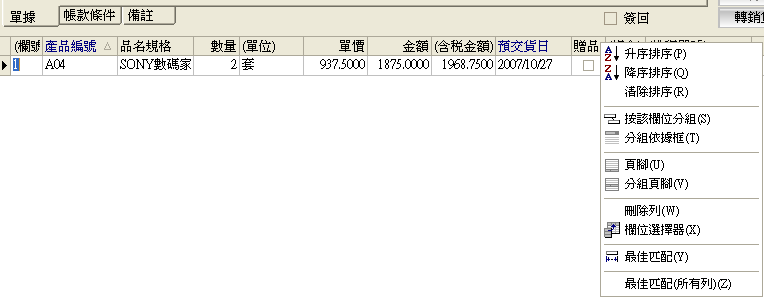 單據 帳款條件 備註
簽回 轉銷貨
(欄號 產品編號 品名規格 數量 (單位) 單價 金額 (含税金額) 預交貨日 贈品
1 A04 SONY數碼家 2 套 937.5000 1875.0000 1968.7500 2007/10/27
升序排序(P)
降序排序(Q)
清除排序(R)
按該欄位分組(S)
分組依據框(T)
頁腳(U)
分組頁腳(V)
刪除列(W)
欄位選擇器(X)
最佳匹配(Y)
最佳匹配(所有列)(Z)